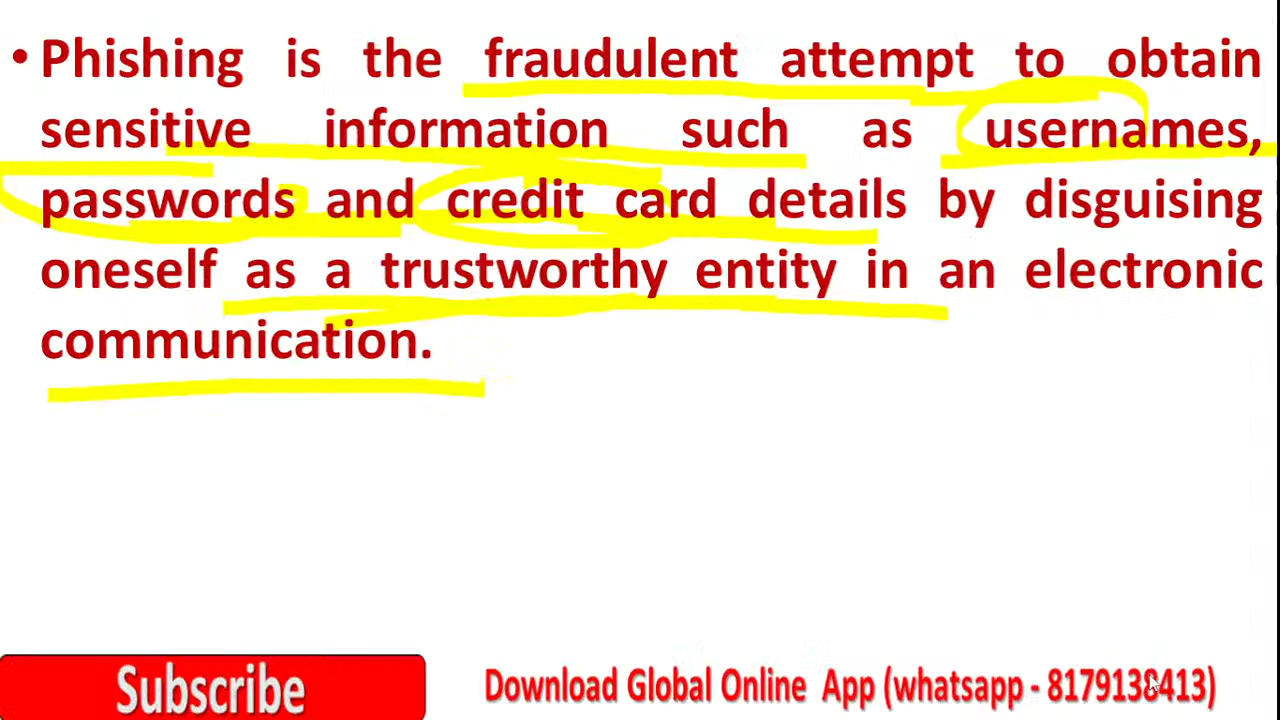 • Phishing is the fraudulent attempt to obtain
sensitive information such as usernames,
passwords and credit card details by disguising
oneself as a trustworthy entity in an electronic
communication.
Subscribe
Download Global Online App (whatsapp - 8179138413)